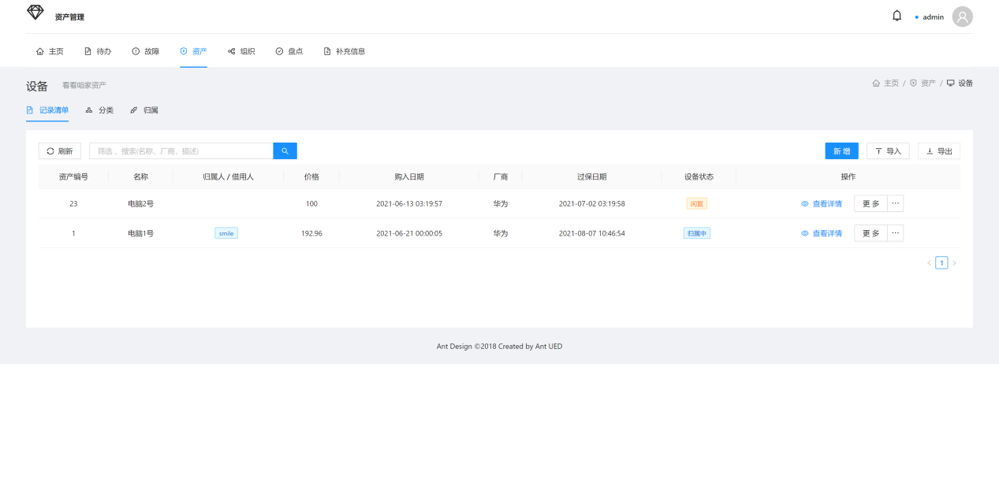 资产管理
admin
主页 待办 故障 资产 组织 盘点 补充信息
设备 看看咱家资产
主页 / 资产 / 设备
记录清单 分类 归属
刷新 筛选 、搜索(名称，厂商，描述) 新 增 导入 导出
资产编号 名称 归属人 / 借用人 价格 购入日期 厂商 过保日期 设备状态 操作
23 电脑2号 100 2021-06-13 03:19:57 华为 2021-07-02 03:19:58 闲置 查看详情 更 多 ···
1 电脑1号 smile 192.96 2021-06-21 00:00:05 华为 2021-08-07 10:46:54 归属中 查看详情 更 多 ···
< 1 >
Ant Design ©2018 Created by Ant UED